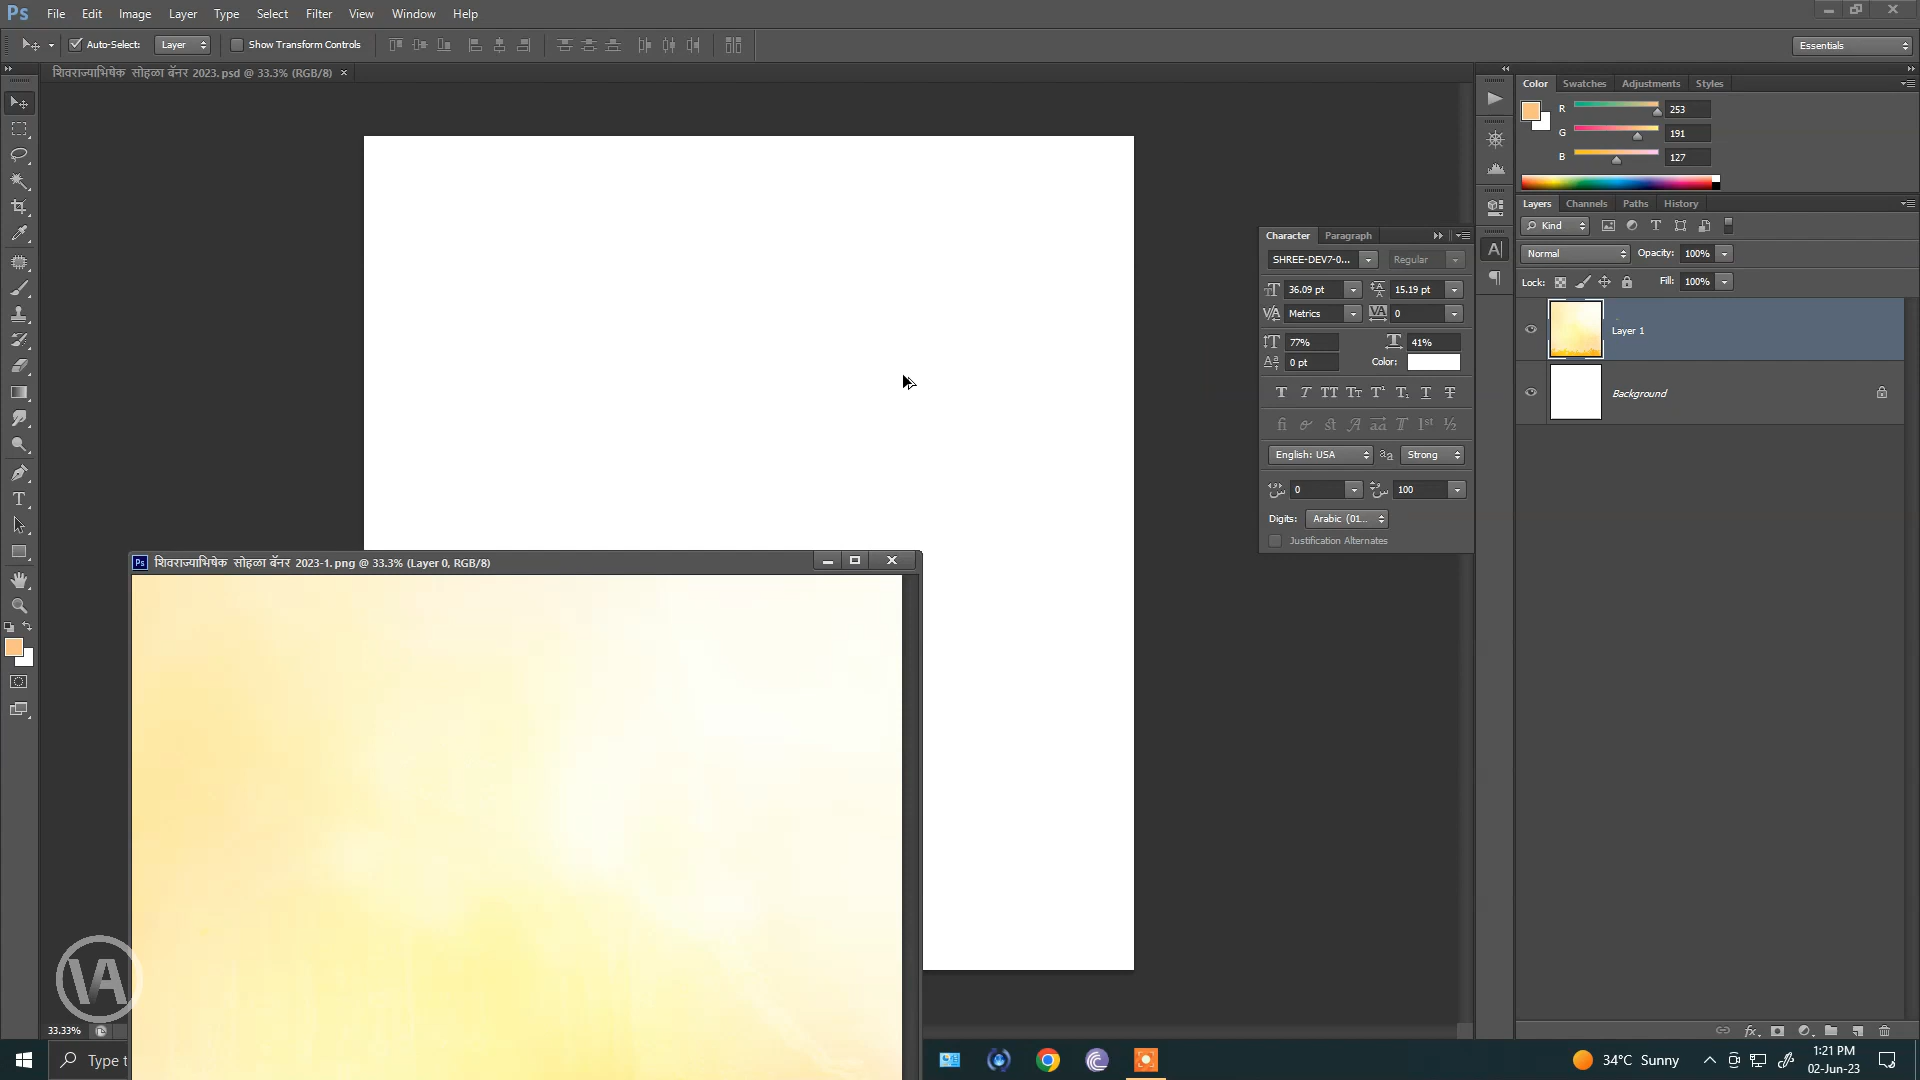 Ps File Edit Image Layer Type Select Filter View Window Help
Auto-Select: Layer Show Transform Controls Essentials
शिवराज्याभिषेक सोहळा बॅनर 2023.psd @ 33.3% (RGB/8) ×
Color Swatches Adjustments Styles
R 253
G 191
B 127
Layers Channels Paths History
Kind
Normal Opacity: 100%
Lock: Fill: 100%
Layer 1
Background
Character Paragraph
SHREE-DEV7-0... Regular
36.09 pt 15.19 pt
Metrics 0
77% 41%
0 pt Color:
English: USA aa Strong
0 100
Digits: Arabic (01...
Justification Alternates
Ps शिवराज्याभिषेक सोहळा बॅनर 2023-1.png @ 33.3% (Layer 0, RGB/8)
VA
33.33%
Type t
34°C Sunny
1:21 PM
02-Jun-23